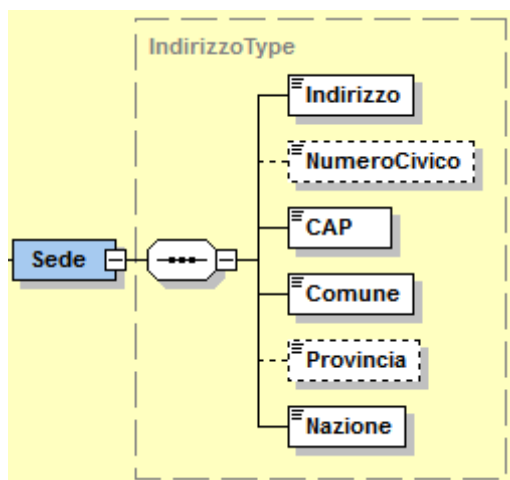 IndirizzoType
Indirizzo
NumeroCivico
CAP
Sede
Comune
Provincia
Nazione